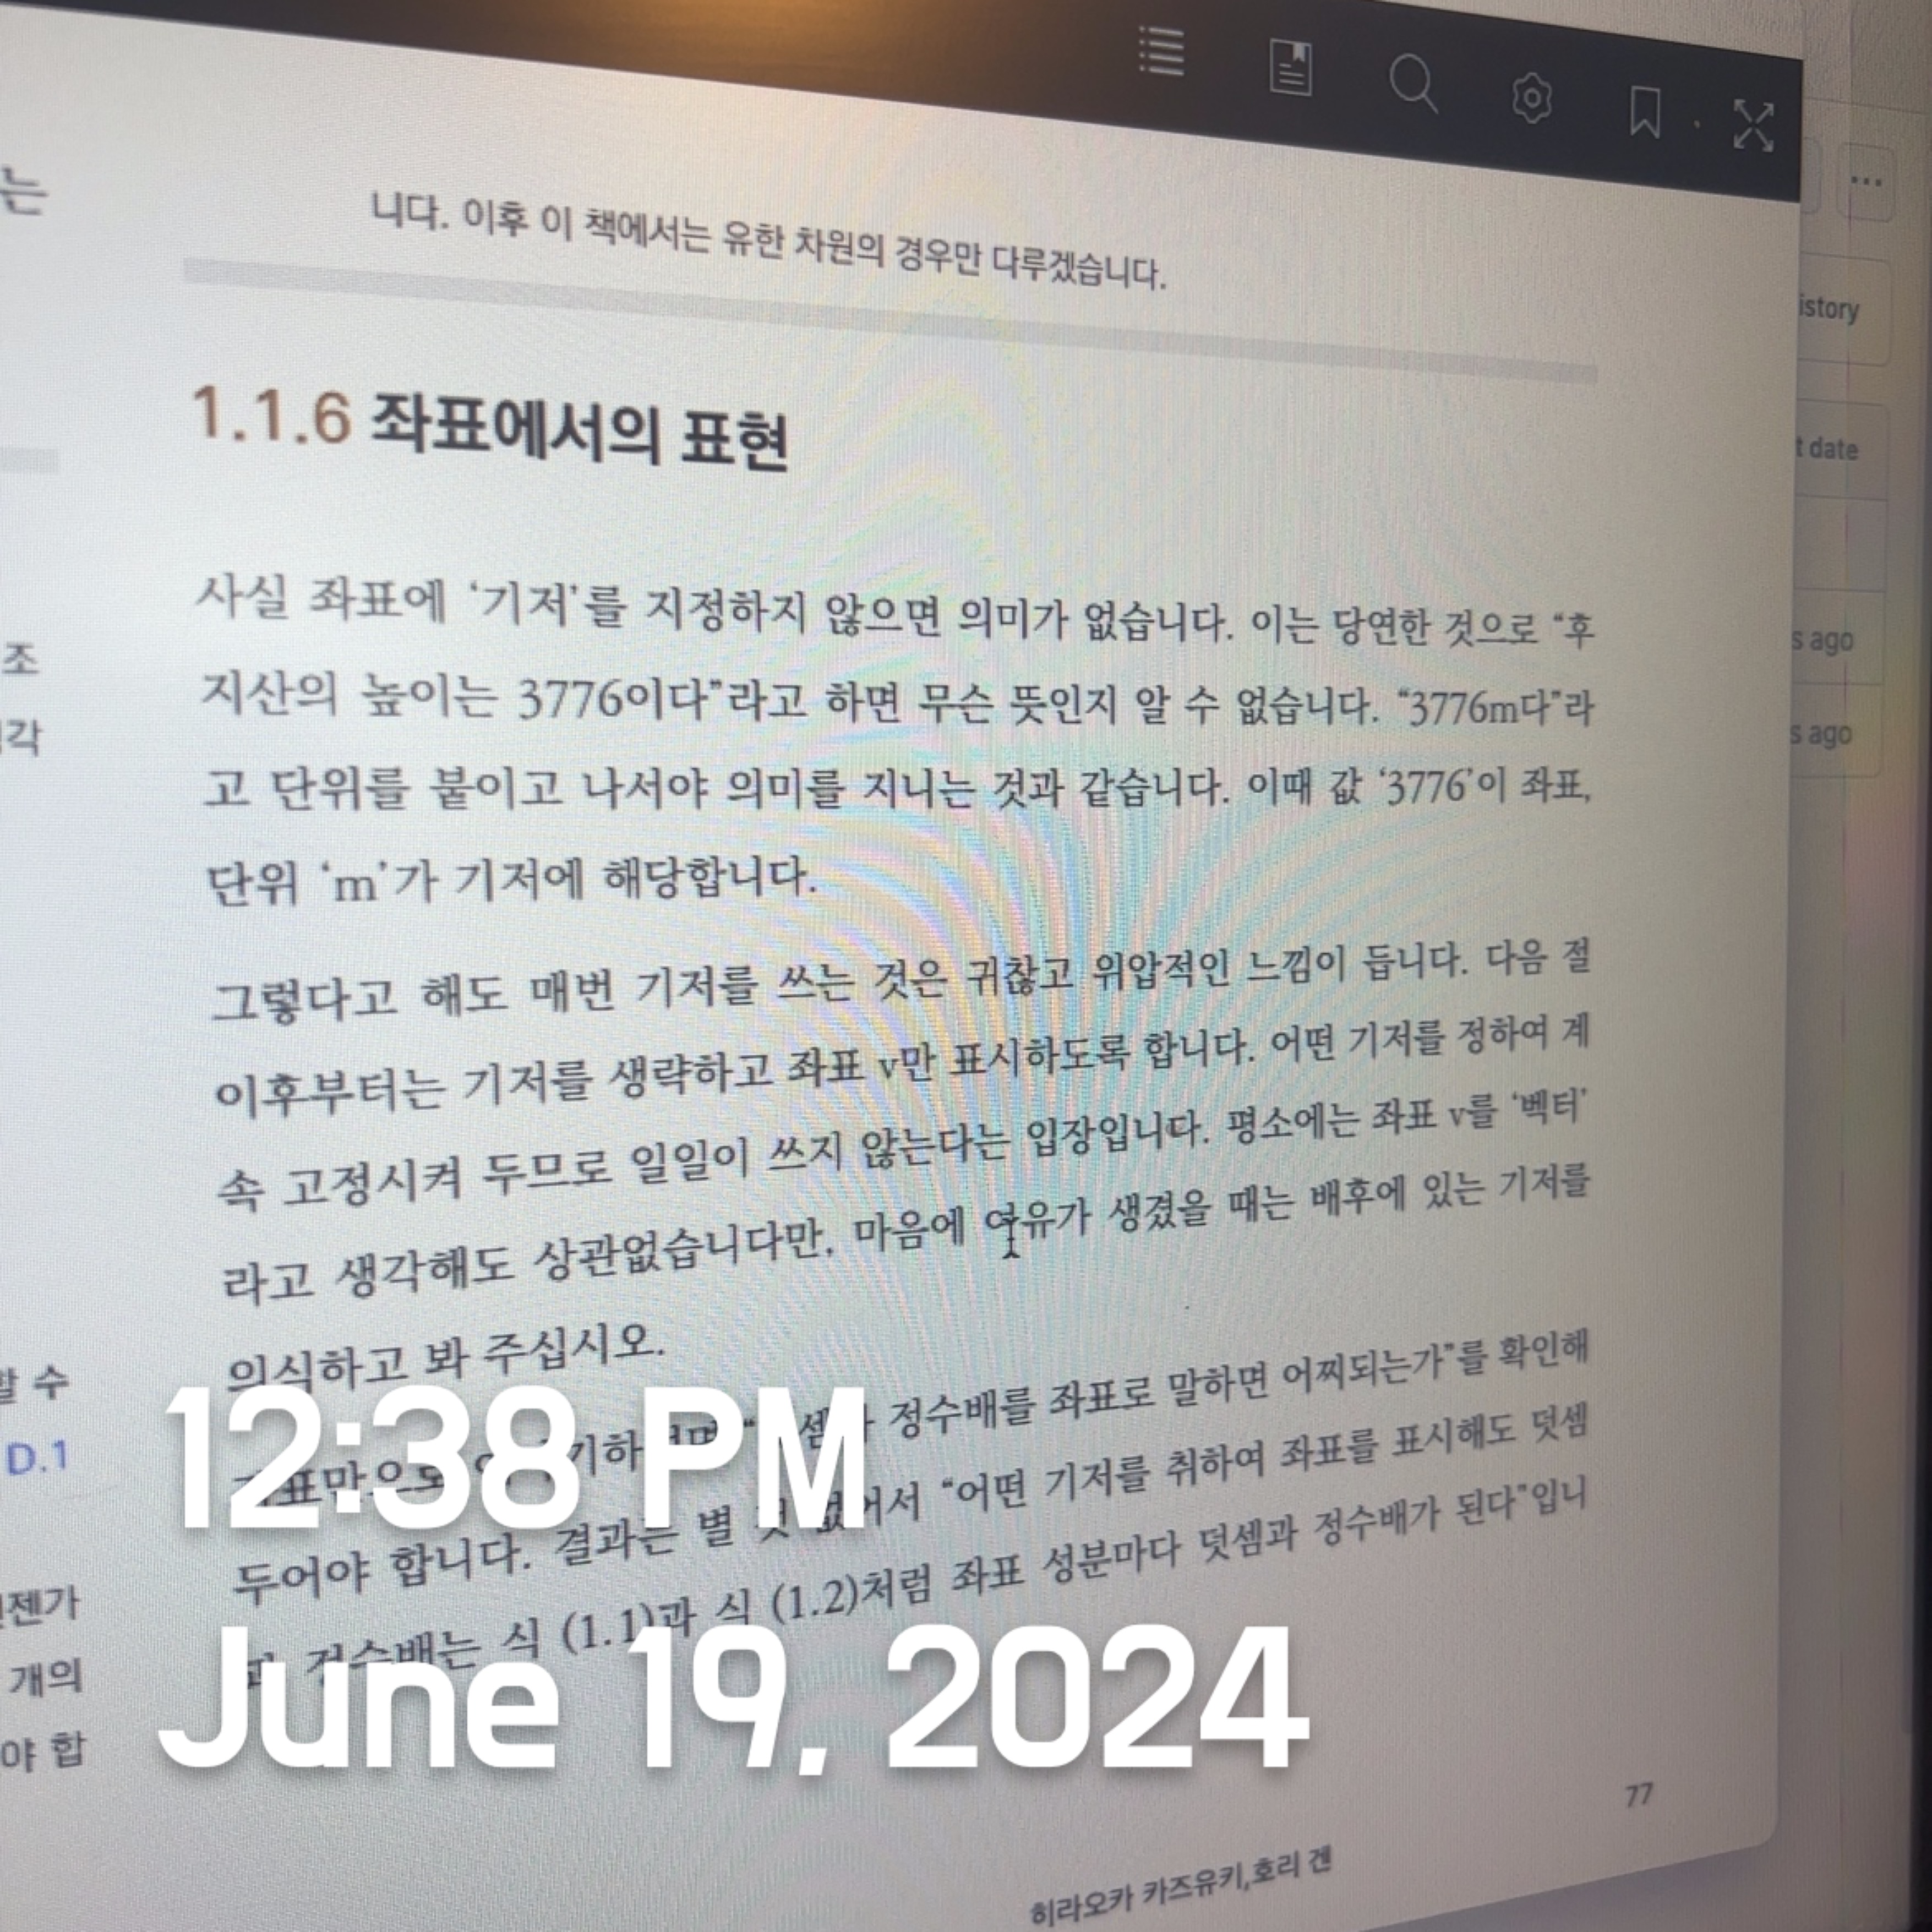 는
니다. 이후 이 책에서는 유한 차원의 경우만 다루겠습니다.
1.1.6 좌표에서의 표현
사실 좌표에 ‘기저’를 지정하지 않으면 의미가 없습니다. 이는 당연한 것으로 “후
지산의 높이는 3776이다”라고 하면 무슨 뜻인지 알 수 없습니다. “3776m다”라
고 단위를 붙이고 나서야 의미를 지니는 것과 같습니다. 이때 값 ‘3776’이 좌표,
단위 ‘m’가 기저에 해당합니다.
그렇다고 해도 매번 기저를 쓰는 것은 귀찮고 위압적인 느낌이 듭니다. 다음 절
이후부터는 기저를 생략하고 좌표 v만 표시하도록 합니다. 어떤 기저를 정하여 계
속 고정시켜 두므로 일일이 쓰지 않는다는 입장입니다. 평소에는 좌표 v를 ‘벡터’
라고 생각해도 상관없습니다만, 마음에 여유가 생겼을 때는 배후에 있는 기저를
의식하고 봐 주십시오.
정수배를 좌표로 말하면 어찌되는가”를 확인해
두어야 합니다. 결과는 별 “어떤 기저를 취하여 좌표를 표시해도 덧셈
정수배는 식 (1.1)과 식 (1.2)처럼 좌표 성분마다 덧셈과 정수배가 된다”입니
12:38 PM
June 19, 2024
77
히라오카 카즈유키,호리 겐
조
각
수
D.1
젠가
개의
야 합
istory
t date
s ago
s ago